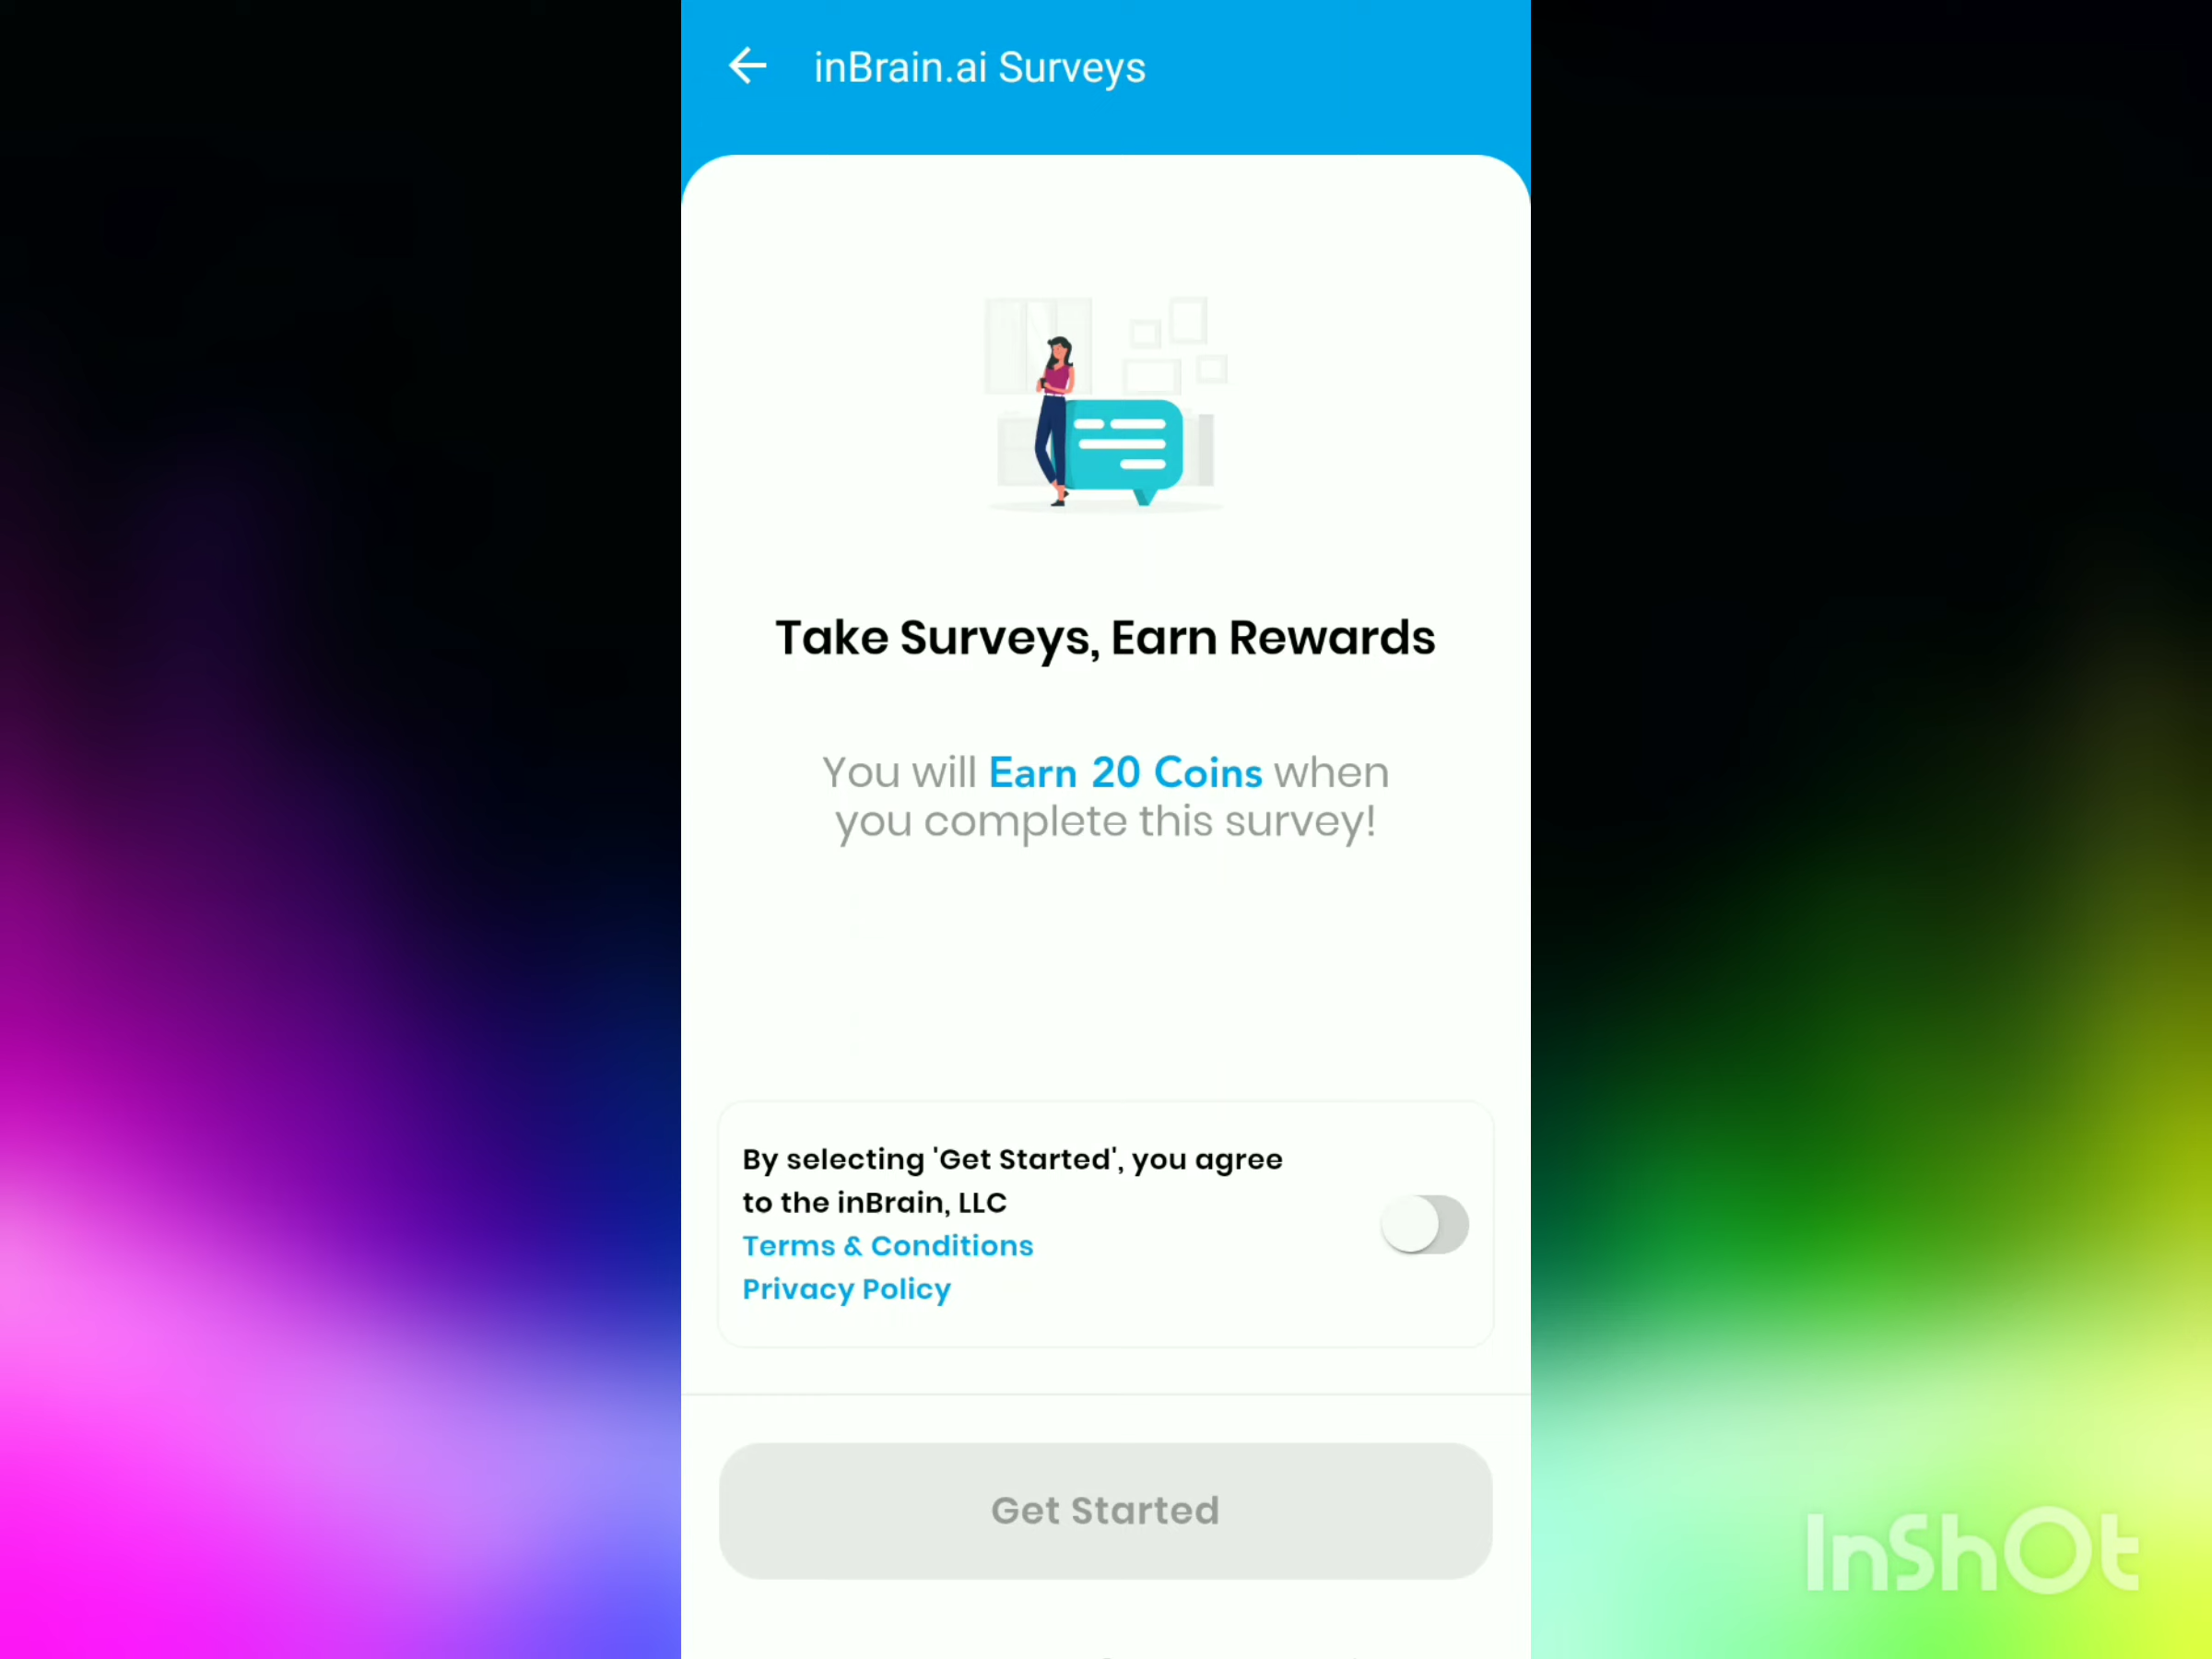 inBrain.ai Surveys
Take Surveys, Earn Rewards
You will Earn 20 Coins when
you complete this survey!
By selecting 'Get Started', you agree
to the inBrain, LLC
Terms & Conditions
Privacy Policy
Get Started
InShOt